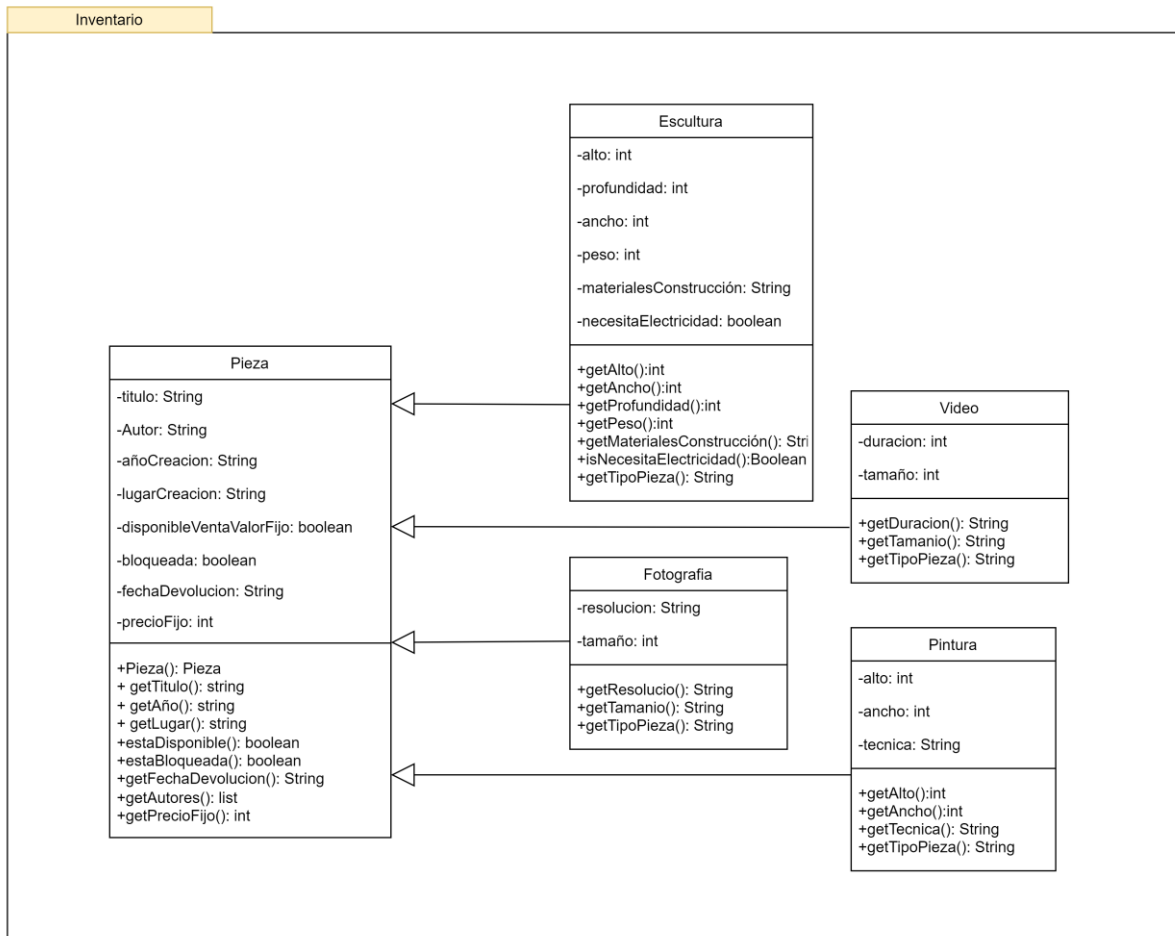 Inventario
Escultura
-alto: int
-profundidad: int
-ancho: int
-peso: int
-materialesConstrucción: String
-necesitaElectricidad: boolean
+getAlto():int
+getAncho():int
+getProfundidad():int
+getPeso():int
+getMaterialesConstrucción(): Stri
+isNecesitaElectricidad():Boolean
+getTipoPieza(): String
Pieza
-titulo: String
-Autor: String
-añoCreacion: String
-lugarCreacion: String
-disponibleVentaValorFijo: boolean
-bloqueada: boolean
-fechaDevolucion: String
-precioFijo: int
+Pieza(): Pieza
+ getTitulo(): string
+ getAño(): string
+ getLugar(): string
+estaDisponible(): boolean
+estaBloqueada(): boolean
+getFechaDevolucion(): String
+getAutores(): list
+getPrecioFijo(): int
Video
-duracion: int
-tamaño: int
+getDuracion(): String
+getTamanio(): String
+getTipoPieza(): String
Fotografia
-resolucion: String
-tamaño: int
+getResolucio(): String
+getTamanio(): String
+getTipoPieza(): String
Pintura
-alto: int
-ancho: int
-tecnica: String
+getAlto():int
+getAncho():int
+getTecnica(): String
+getTipoPieza(): String